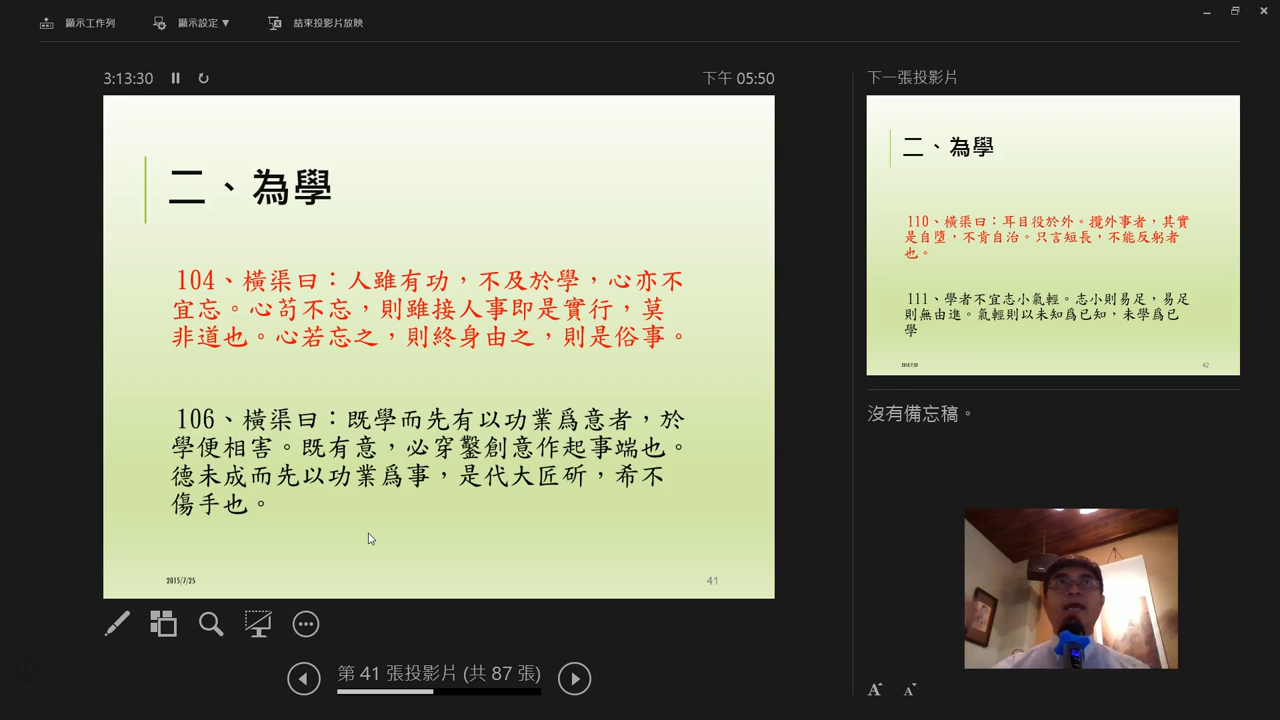 顯示工作列
顯示設定 ▼
結束投影片放映
3:13:30
下午 05:50
二、為學
104、橫渠曰：人雖有功，不及於學，心亦不
宜忘。心苟不忘，則雖接人事即是實行，莫
非道也。心若忘之，則終身由之，則是俗事。
106、橫渠曰：既學而先有以功業爲意者，於
學便相害。既有意，必穿鑿創意作起事端也。
德未成而先以功業爲事，是代大匠斫，希不
傷手也。
2015/7/25
41
第 41 張投影片 (共 87 張)
下一張投影片
二、為學
110、橫渠曰：耳目役於外。攬外事者，其實
是自墮，不肯自治。只言短長，不能反躬者
也。
111、學者不宜志小氣輕。志小則易足，易足
則無由進。氣輕則以未知爲已知，未學爲已
學
2015/7/25
42
沒有備忘稿。
A A